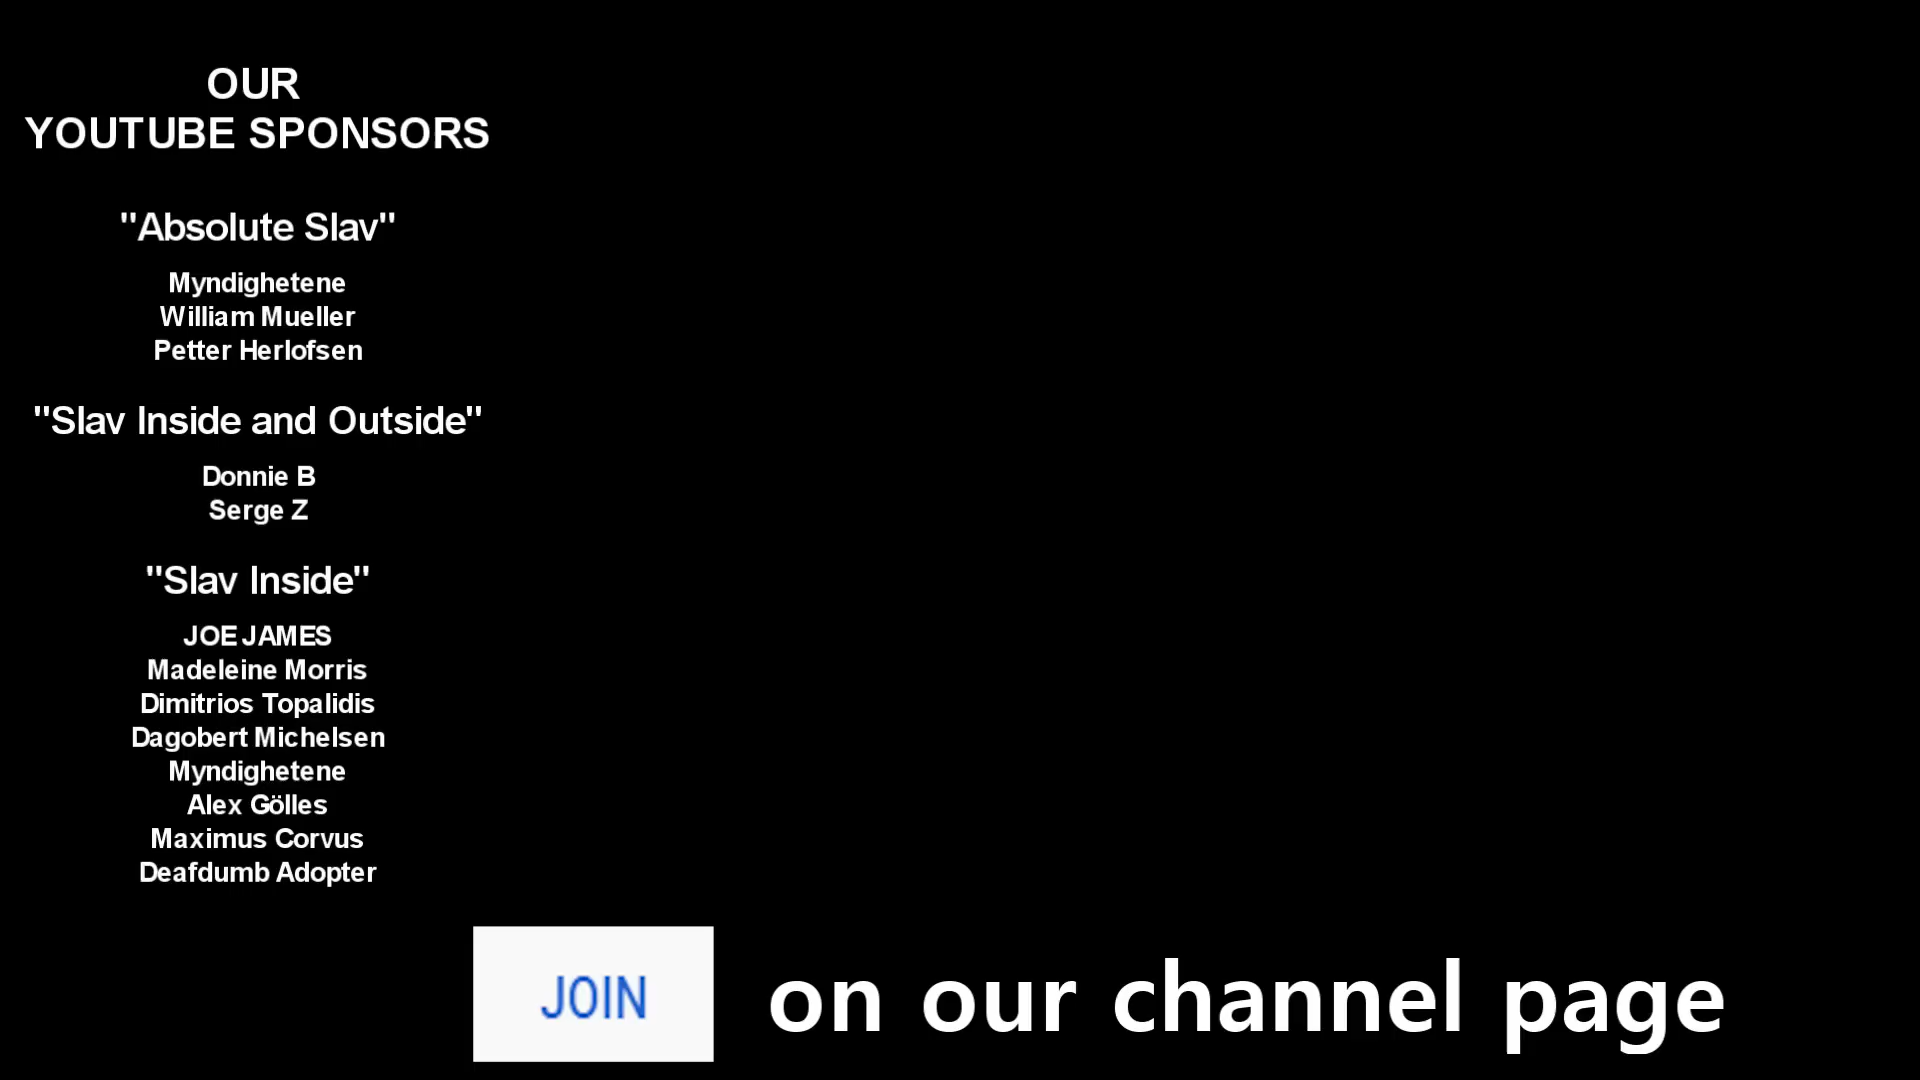 OUR
YOUTUBE SPONSORS
"Absolute Slav"
Myndighetene
William Mueller
Petter Herlofsen
"Slav Inside and Outside"
Donnie B
Serge Z
"Slav Inside"
JOE JAMES
Madeleine Morris
Dimitrios Topalidis
Dagobert Michelsen
Myndighetene
Alex Gölles
Maximus Corvus
Deafdumb Adopter
JOIN on our channel page